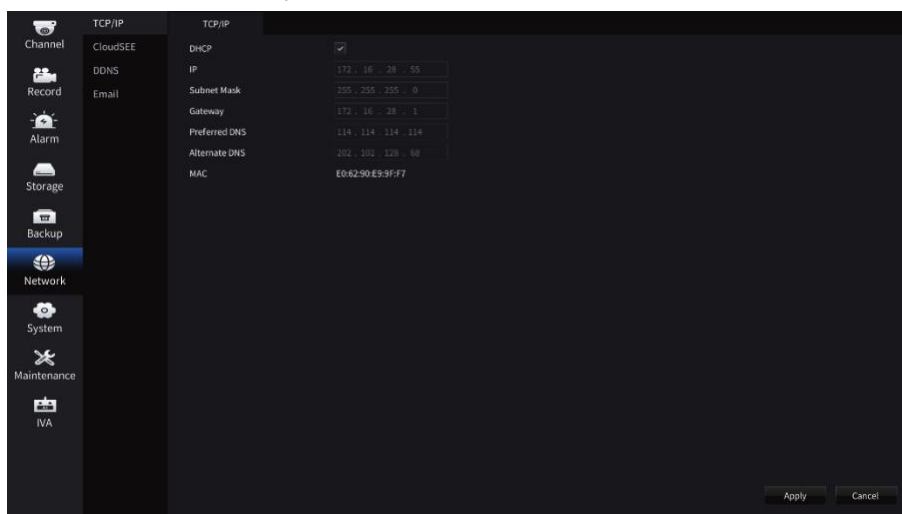 Channel
Record
Alarm
Storage
Backup
Network
System
Maintenance
IVA
TCP/IP
CloudSEE
DDNS
Email
TCP/IP
DHCP
IP 172 . 16 . 28 . 55
Subnet Mask 255 . 255 . 255 . 0
Gateway 172 . 16 . 28 . 1
Preferred DNS 114 . 114 . 114 . 114
Alternate DNS 202 . 102 . 128 . 68
MAC E0:62:90:E9:9F:F7
Apply Cancel